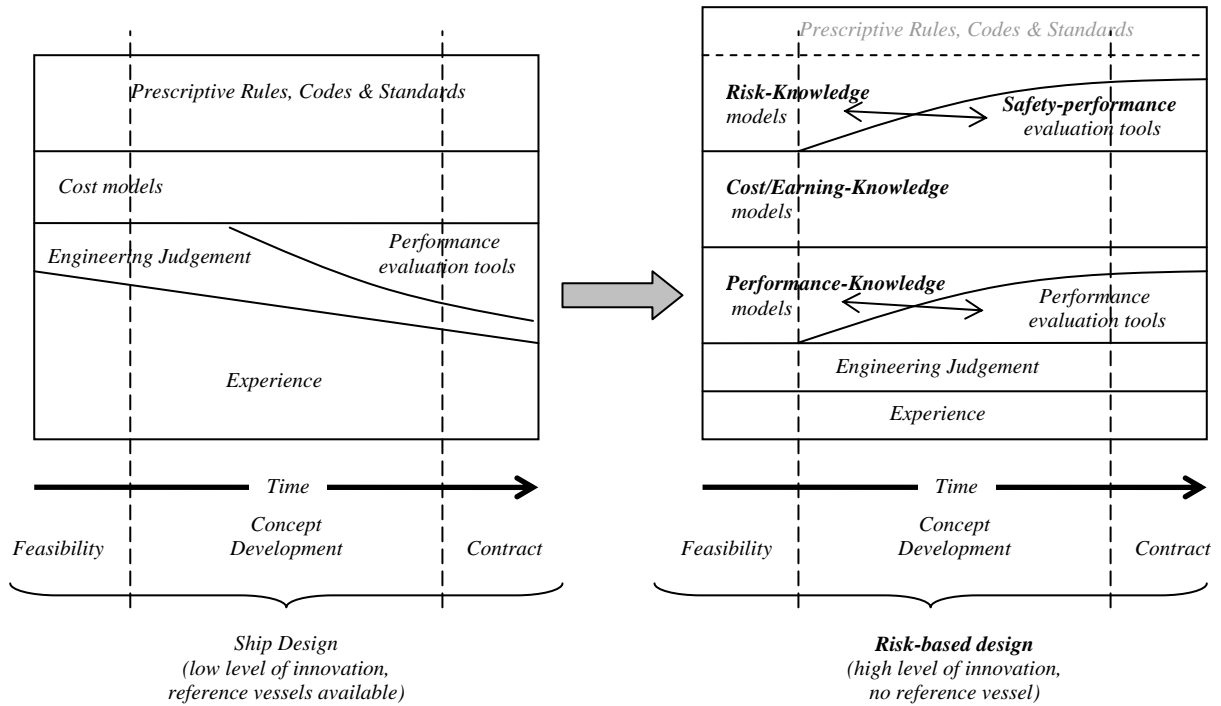 Prescriptive Rules, Codes & Standards
Cost models
Engineering Judgement
Performance
evaluation tools
Experience
Time
Feasibility
Concept
Development
Contract
Ship Design
(low level of innovation,
reference vessels available)
Prescriptive Rules, Codes & Standards
Risk-Knowledge
models
Safety-performance
evaluation tools
Cost/Earning-Knowledge
models
Performance-Knowledge
models
Performance
evaluation tools
Engineering Judgement
Experience
Time
Feasibility
Concept
Development
Contract
Risk-based design
(high level of innovation,
no reference vessel)